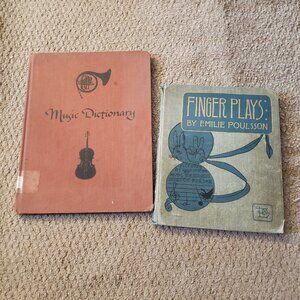 Music Dictionary
FINGER PLAYS:
BY EMILIE POULSSON